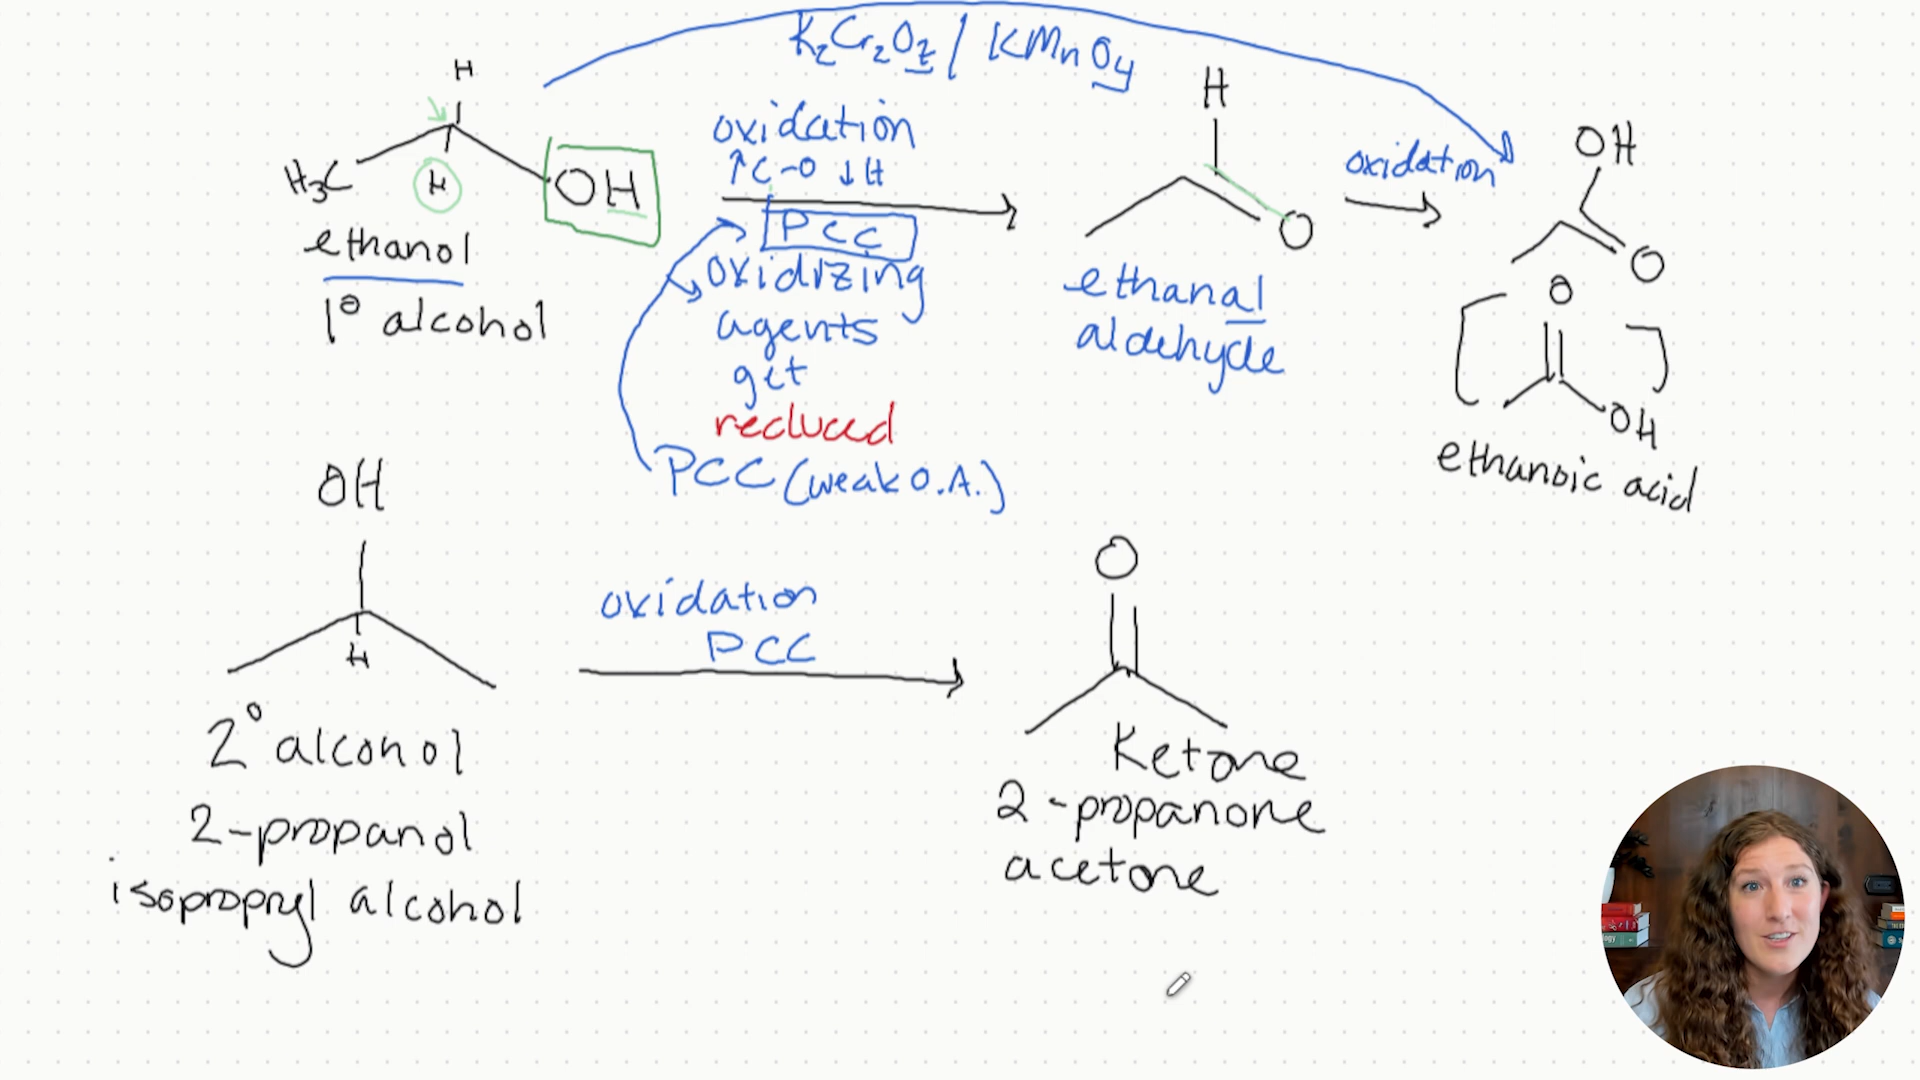 K₂Cr₂O₇ / KMnO₄
H
H₃C
H
OH
ethanol
1° alcohol
oxidation
↑C-O ↓H
PCC
oxidizing
agents
get
reduced
PCC (weak O.A.)
H
O
ethanal
aldehyde
oxidation
OH
O
O
OH
ethanoic acid
OH
H
2° alcohol
2-propanol
isopropryl alcohol
oxidation
PCC
O
Ketone
2-propanone
acetone